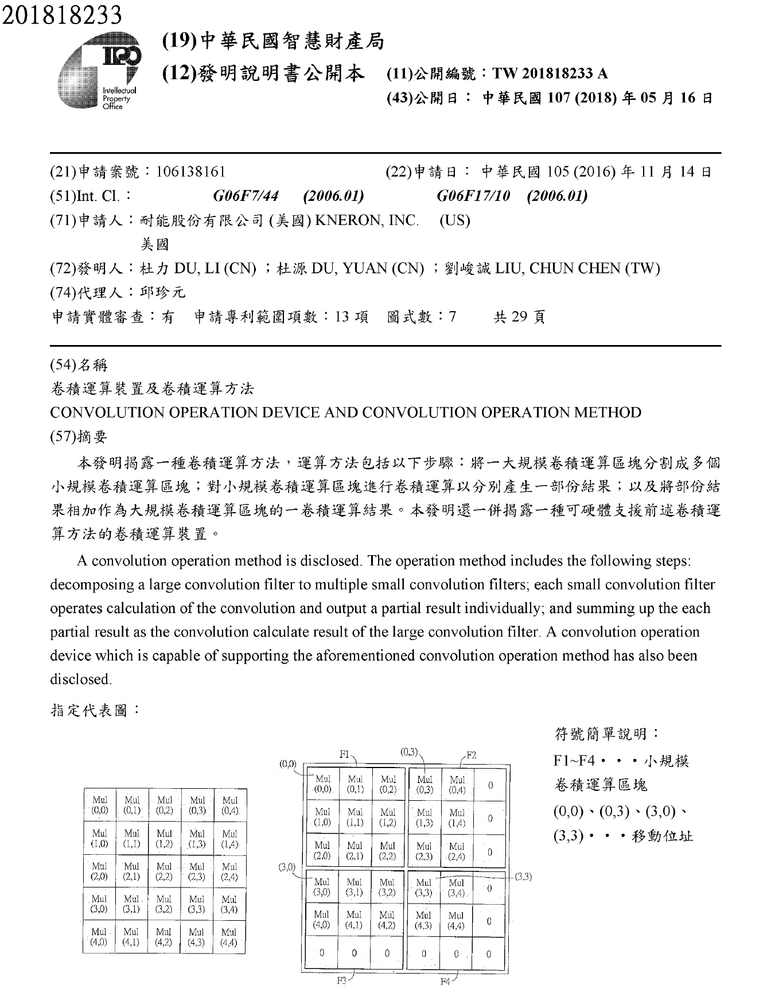 201818233
IPO
Intellectual
Property
Office
(19)中華民國智慧財產局
(12)發明說明書公開本 (11)公開編號：TW 201818233 A
(43)公開日： 中華民國 107 (2018) 年 05 月 16 日
(21)申請案號：106138161 (22)申請日： 中華民國 105 (2016) 年 11 月 14 日
(51)Int. Cl.： G06F7/44 (2006.01) G06F17/10 (2006.01)
(71)申請人：耐能股份有限公司 (美國) KNERON, INC. (US)
美國
(72)發明人：杜力 DU, LI (CN) ；杜源 DU, YUAN (CN) ；劉峻誠 LIU, CHUN CHEN (TW)
(74)代理人：邱珍元
申請實體審查：有 申請專利範圍項數：13 項 圖式數：7 共 29 頁
(54)名稱
卷積運算裝置及卷積運算方法
CONVOLUTION OPERATION DEVICE AND CONVOLUTION OPERATION METHOD
(57)摘要
本發明揭露一種卷積運算方法，運算方法包括以下步驟：將一大規模卷積運算區塊分割成多個
小規模卷積運算區塊；對小規模卷積運算區塊進行卷積運算以分別產生一部份結果；以及將部份結
果相加作為大規模卷積運算區塊的一卷積運算結果。本發明還一併揭露一種可硬體支援前述卷積運
算方法的卷積運算裝置。
A convolution operation method is disclosed. The operation method includes the following steps:
decomposing a large convolution filter to multiple small convolution filters; each small convolution filter
operates calculation of the convolution and output a partial result individually; and summing up the each
partial result as the convolution calculate result of the large convolution filter. A convolution operation
device which is capable of supporting the aforementioned convolution operation method has also been
disclosed.
指定代表圖：
Mul Mul Mul Mul Mul
(0,0) (0,1) (0,2) (0,3) (0,4)
Mul Mul Mul Mul Mul
(1,0) (1,1) (1,2) (1,3) (1,4)
Mul Mul Mul Mul Mul
(2,0) (2,1) (2,2) (2,3) (2,4)
Mul Mul Mul Mul Mul
(3,0) (3,1) (3,2) (3,3) (3,4)
Mul Mul Mul Mul Mul
(4,0) (4,1) (4,2) (4,3) (4,4)
F1 (0,3) F2
(0,0)
Mul Mul Mul Mul Mul 0
(0,0) (0,1) (0,2) (0,3) (0,4)
Mul Mul Mul Mul Mul 0
(1,0) (1,1) (1,2) (1,3) (1,4)
Mul Mul Mul Mul Mul 0
(2,0) (2,1) (2,2) (2,3) (2,4)
(3,0) (3,3)
Mul Mul Mul Mul Mul 0
(3,0) (3,1) (3,2) (3,3) (3,4)
Mul Mul Mul Mul Mul 0
(4,0) (4,1) (4,2) (4,3) (4,4)
0 0 0 0 0 0
F3 F4
符號簡單說明：
F1~F4・・・小規模
卷積運算區塊
(0,0)、(0,3)、(3,0)、
(3,3)・・・移動位址